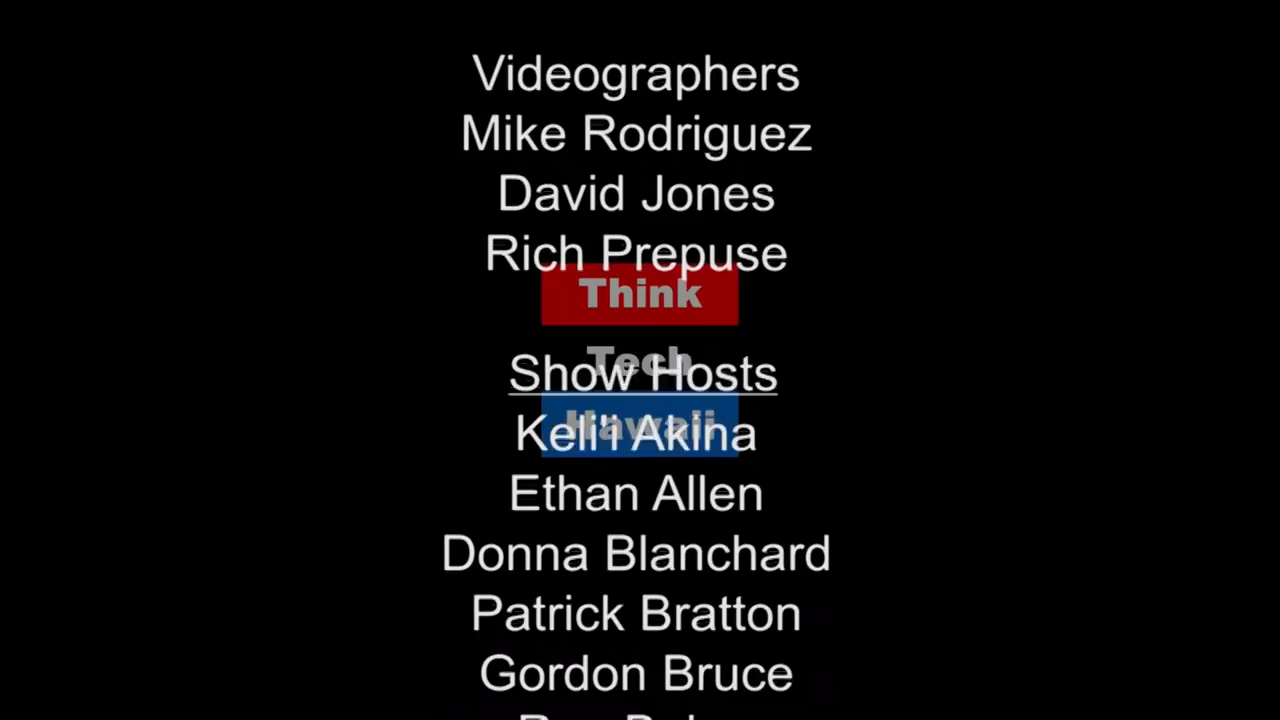 Videographers
Mike Rodriguez
David Jones
Rich Prepuse
Think
Tech
Show Hosts
Hawaii
Keli'i Akina
Ethan Allen
Donna Blanchard
Patrick Bratton
Gordon Bruce